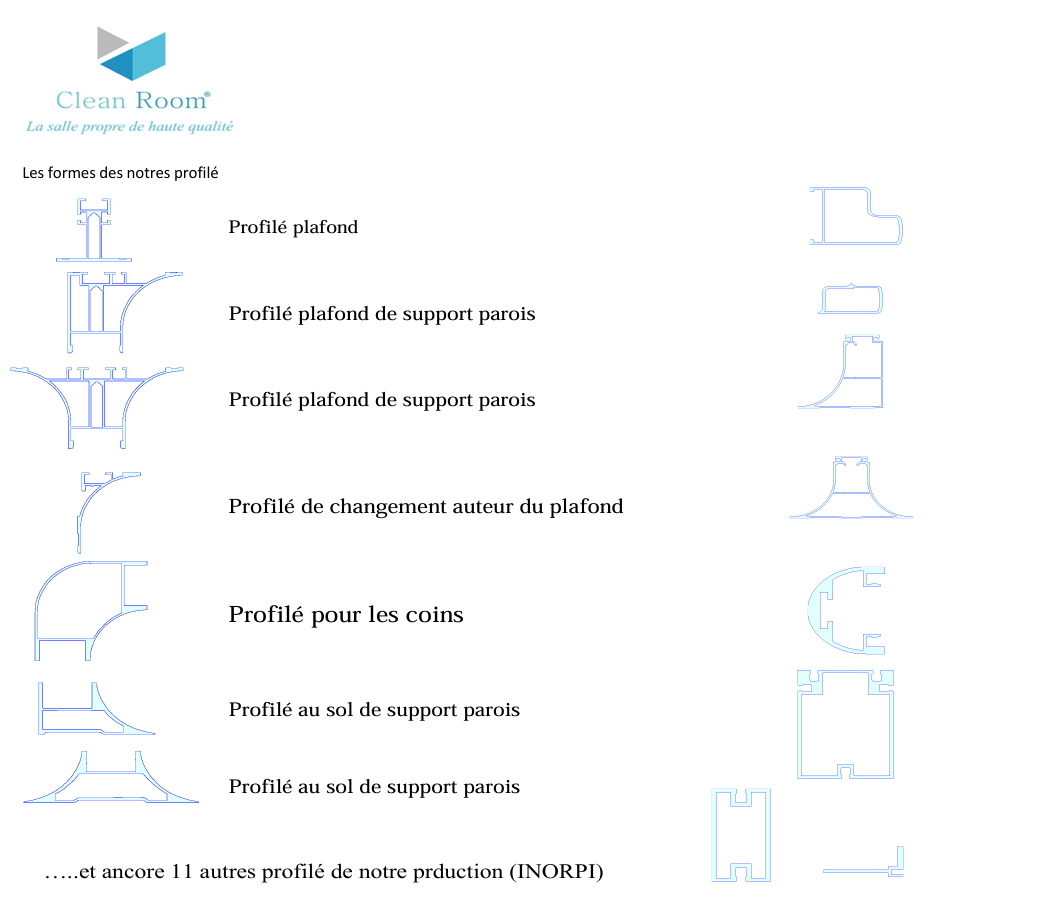 Clean Room®
La salle propre de haute qualité
Les formes des notres profilé
Profilé plafond
Profilé plafond de support parois
Profilé plafond de support parois
Profilé de changement auteur du plafond
Profilé pour les coins
Profilé au sol de support parois
Profilé au sol de support parois
…..et ancore 11 autres profilé de notre prduction (INORPI)